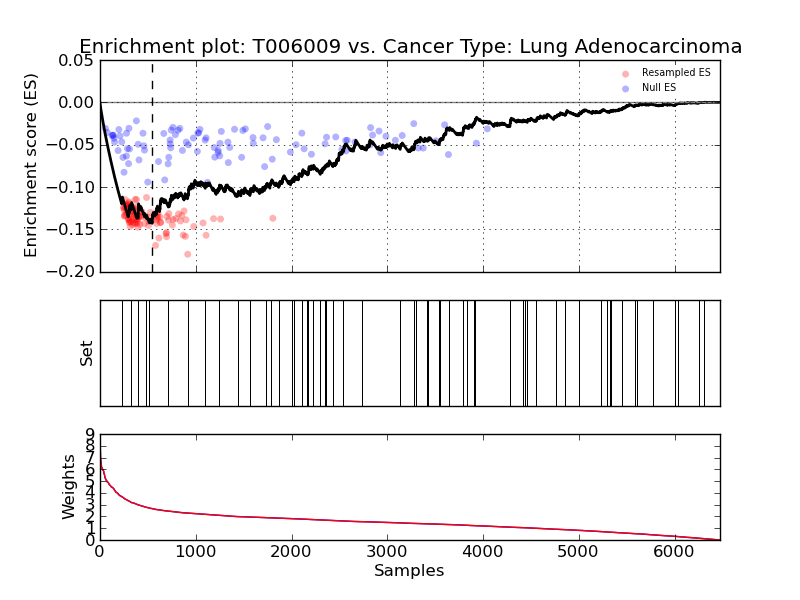 Enrichment plot: T006009 vs. Cancer Type: Lung Adenocarcinoma
0.05
0.00
−0.05
−0.10
−0.15
−0.20
Enrichment score (ES)
Resampled ES
Null ES
Set
9
8
7
6
5
4
3
2
1
0
Weights
0 1000 2000 3000 4000 5000 6000
Samples